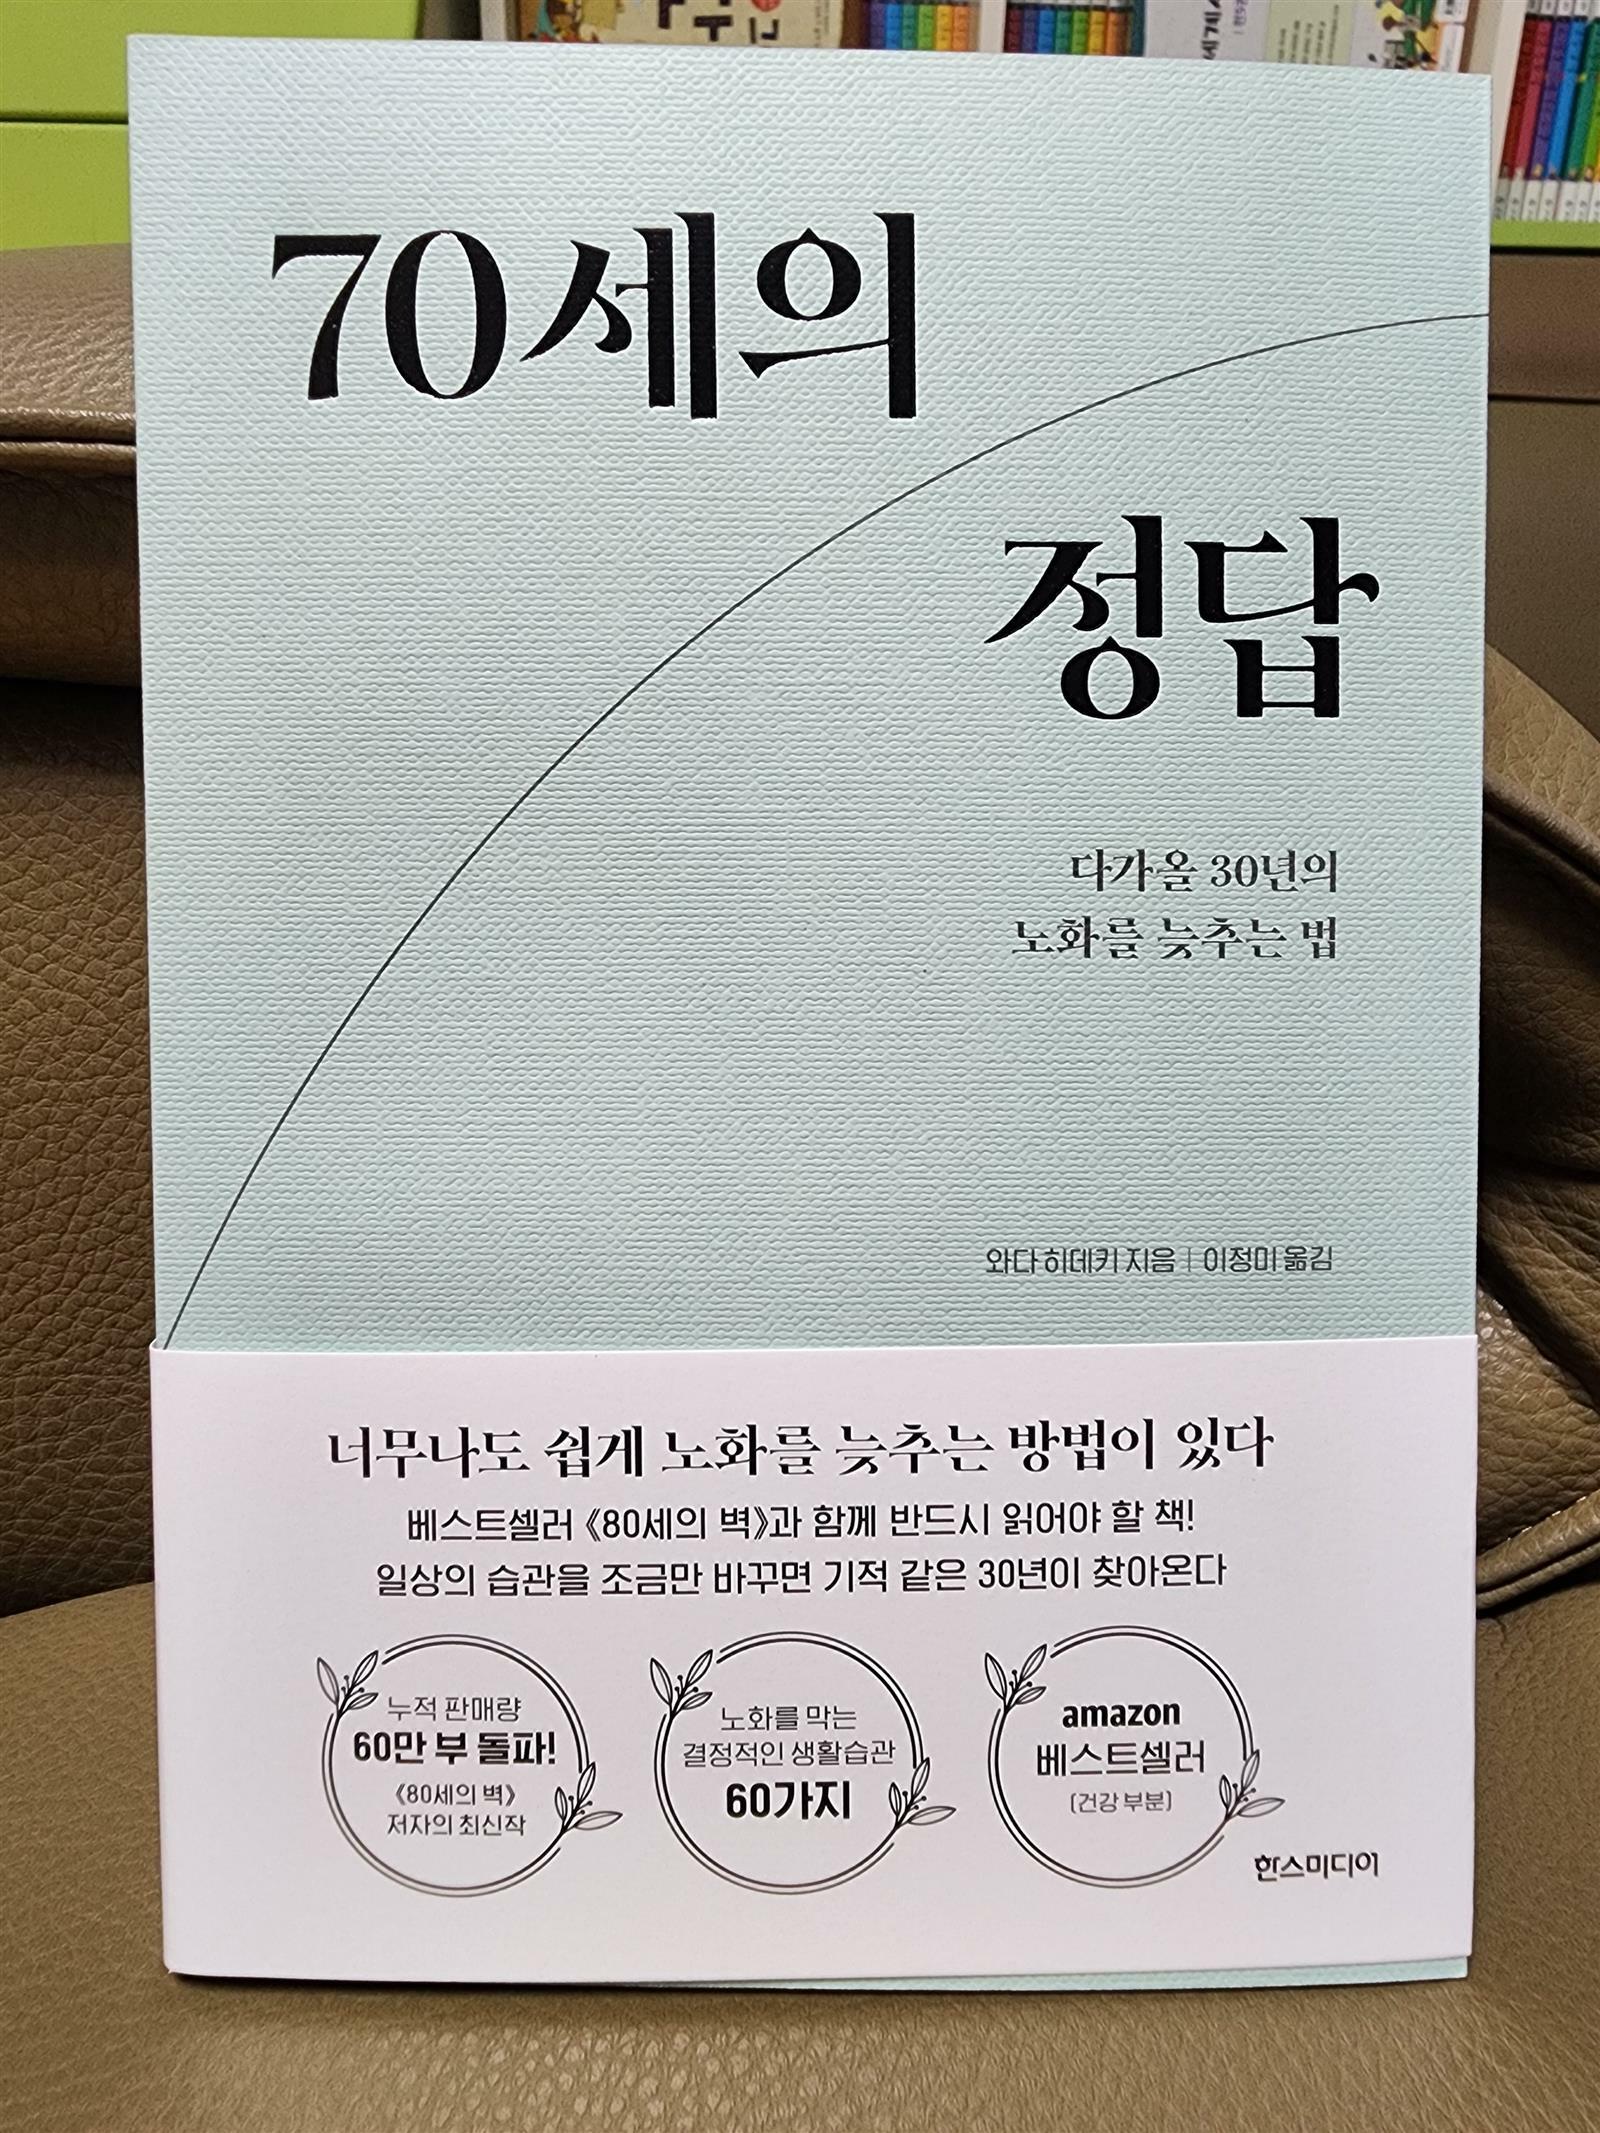 70세의
정답
다가올 30년의
노화를 늦추는 법
와다 히데키 지음 | 이정미 옮김
너무나도 쉽게 노화를 늦추는 방법이 있다
베스트셀러 《80세의 벽》과 함께 반드시 읽어야 할 책!
일상의 습관을 조금만 바꾸면 기적 같은 30년이 찾아온다
누적 판매량
60만 부 돌파!
《80세의 벽》
저자의 최신작
노화를 막는
결정적인 생활습관
60가지
amazon
베스트셀러
(건강 부분)
한스미디어